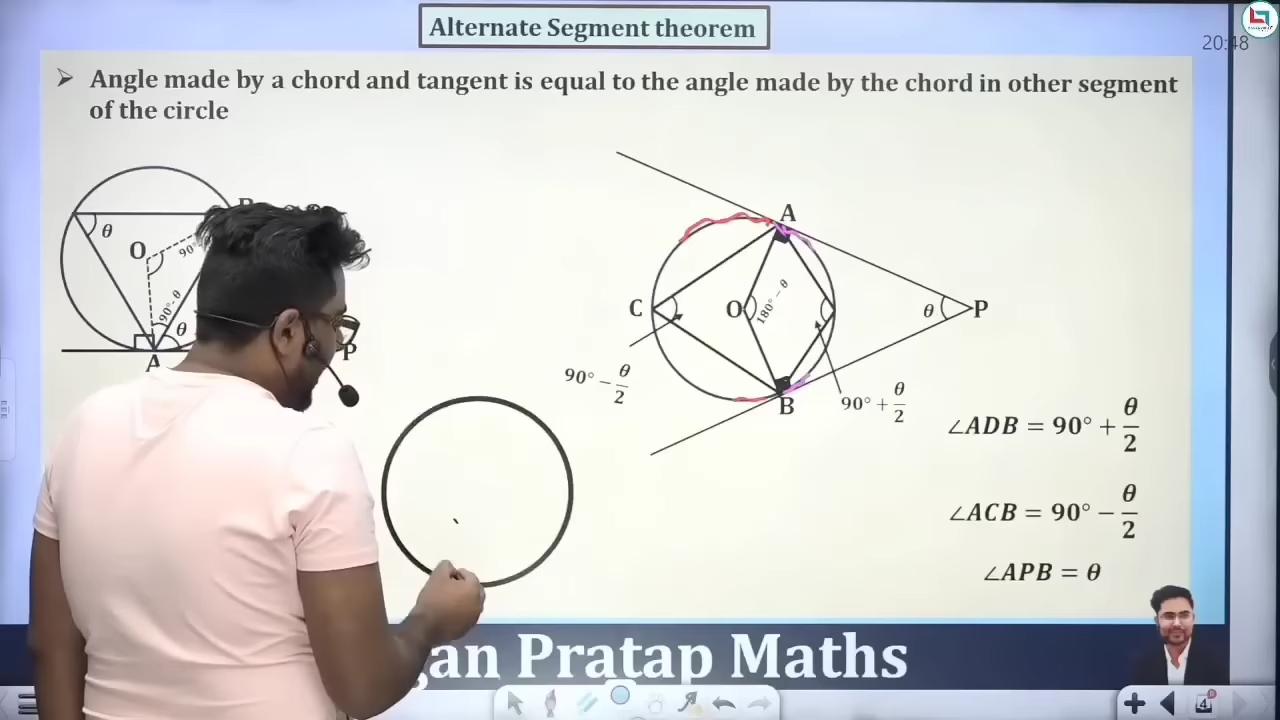 Alternate Segment theorem
20:48
➤ Angle made by a chord and tangent is equal to the angle made by the chord in other segment
of the circle
θ
O
90°
90°- θ
θ
A
P
A
C
O
180° − θ
θ
P
B
90° − θ/2
90° + θ/2
∠ADB = 90° + θ/2
∠ACB = 90° − θ/2
∠APB = θ
Pratap Maths
4